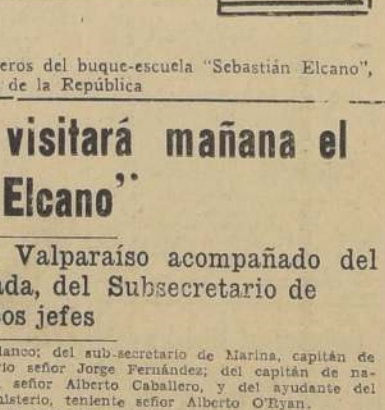 eros del buque-escuela "Sebastián Elcano",
de la República
visitará mañana el
Elcano"
Valparaíso acompañado del
da, del Subsecretario de
os jefes
lanco; del sub-secretario de Marina, capitán de
rio señor Jorge Fernández; del capitán de na-
señor Alberto Caballero, y del ayudante del
nisterio, teniente señor Alberto O'Ryan.